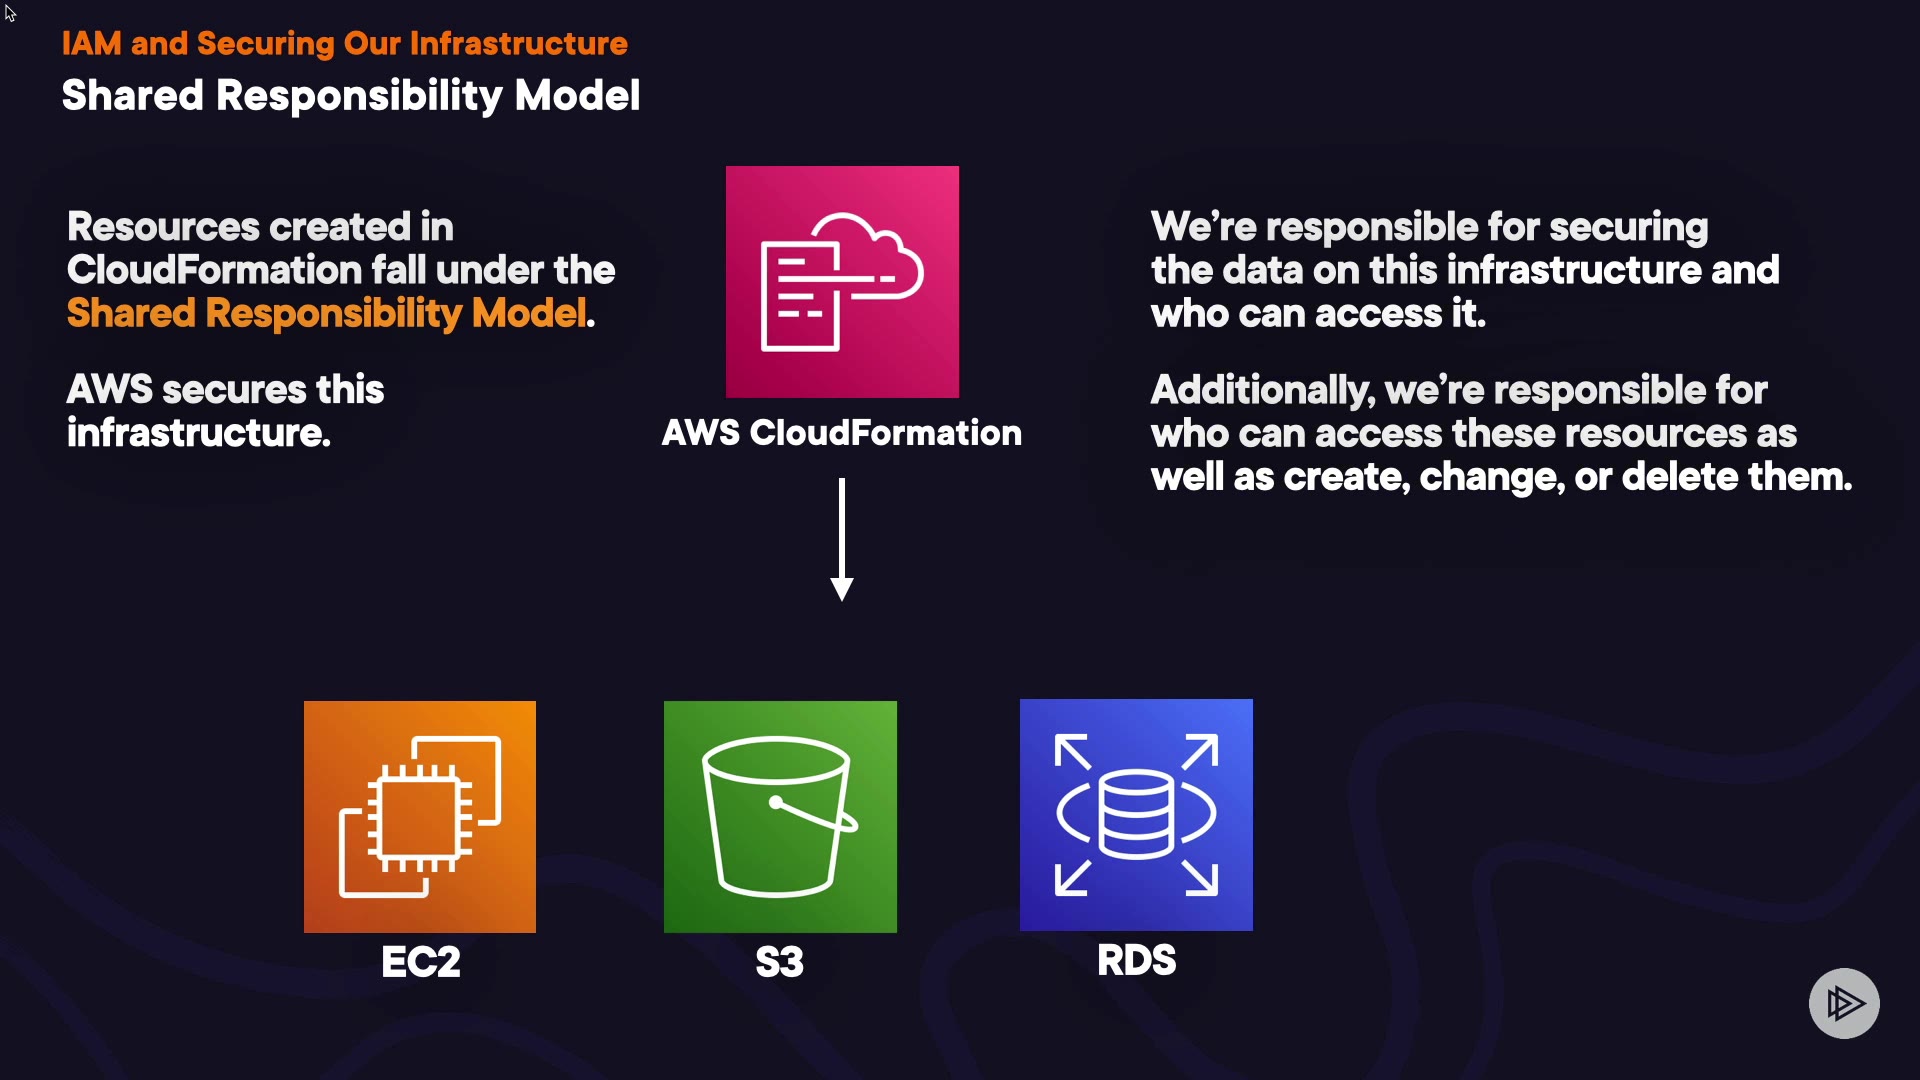 IAM and Securing Our Infrastructure
Shared Responsibility Model
Resources created in
CloudFormation fall under the
Shared Responsibility Model.
AWS secures this
infrastructure.
AWS CloudFormation
We’re responsible for securing
the data on this infrastructure and
who can access it.
Additionally, we’re responsible for
who can access these resources as
well as create, change, or delete them.
EC2
S3
RDS